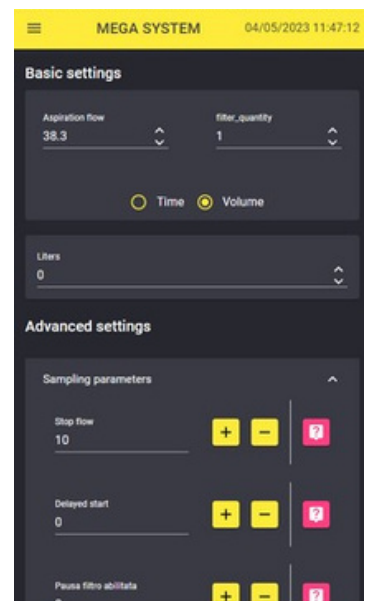 MEGA SYSTEM 04/05/2023 11:47:12
Basic settings
Aspiration flow filter_quantity
38.3 1
Time Volume
Liters
0
Advanced settings
Sampling parameters
Stop flow
10 + −
Delayed start
0 + −
Pausa filtro abilitata
+ −